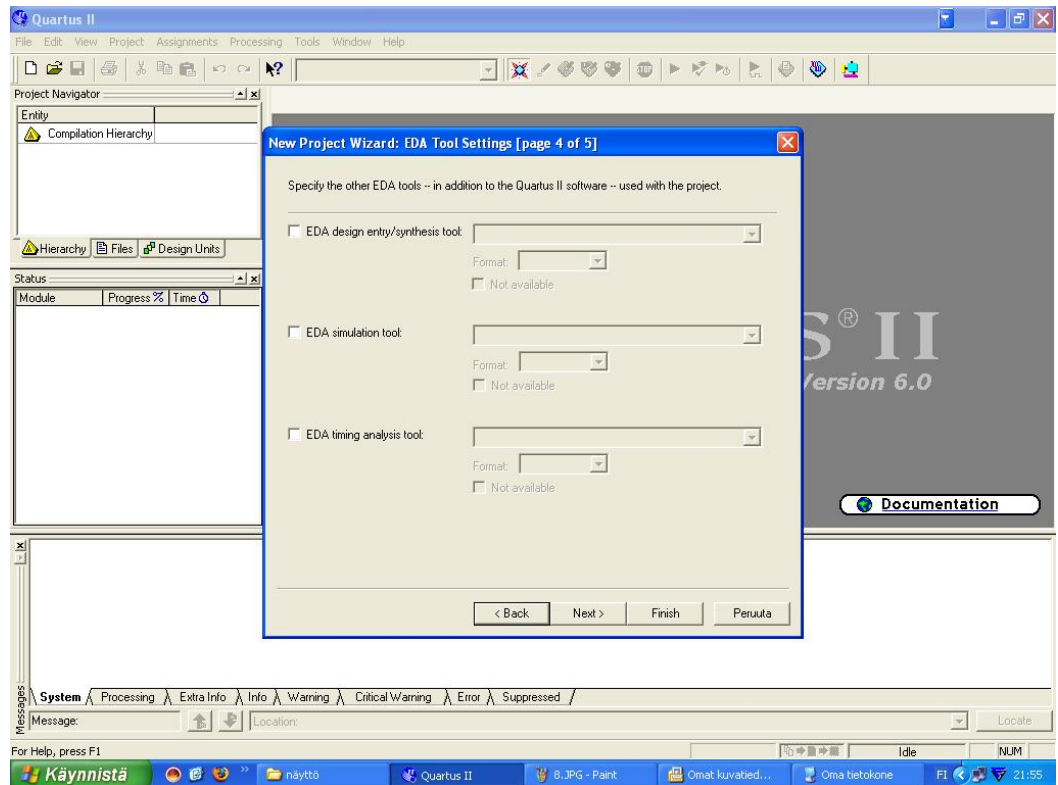 Quartus II
File Edit View Project Assignments Processing Tools Window Help
STOP
Project Navigator
Entity
Compilation Hierarchy
Hierarchy Files Design Units
Status
Module Progress % Time
New Project Wizard: EDA Tool Settings [page 4 of 5]
Specify the other EDA tools -- in addition to the Quartus II software -- used with the project.
EDA design entry/synthesis tool:
Format:
Not available
EDA simulation tool:
Format:
Not available
EDA timing analysis tool:
Format:
Not available
< Back Next > Finish Peruuta
S® II
Version 6.0
Documentation
Messages
System Processing Extra Info Info Warning Critical Warning Error Suppressed
Message: Location: Locate
For Help, press F1 Idle NUM
Käynnistä » näyttö Quartus II 8.JPG - Paint Omat kuvatied... Oma tietokone FI 21:55